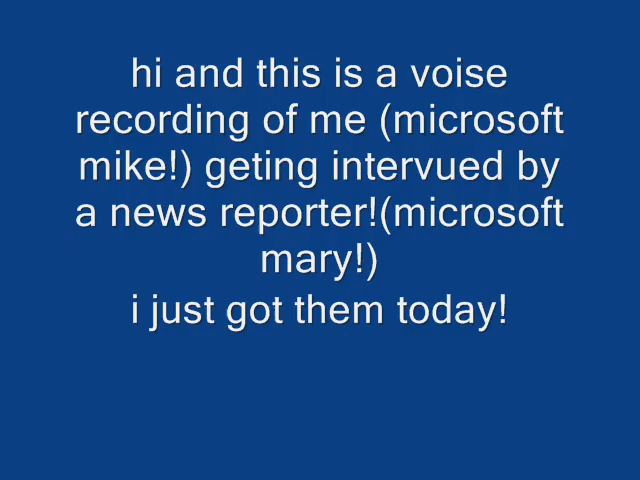 hi and this is a voise
recording of me (microsoft
mike!) geting intervued by
a news reporter!(microsoft
mary!)
i just got them today!